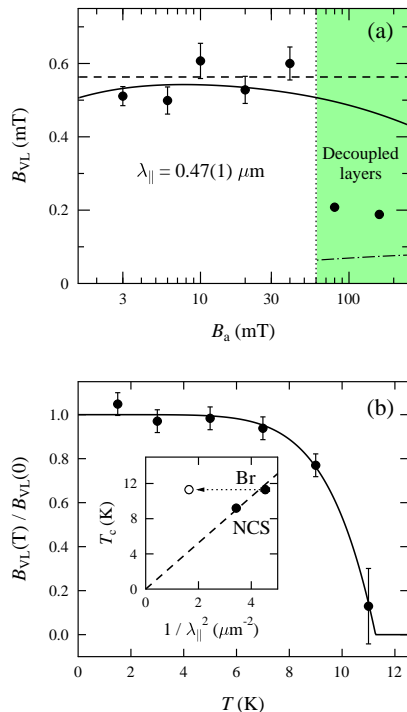 (a)
0.6
0.4
0.2
0
B_VL (mT)
λ_|| = 0.47(1) μm
Decoupled
layers
3
10
30
100
B_a (mT)
(b)
1.0
0.8
0.6
0.4
0.2
0.0
B_VL(T) / B_VL(0)
16
12
8
4
0
T_c (K)
Br
NCS
0
2
4
1 / λ_||^2 (μm^-2)
0
2
4
6
8
10
12
T (K)